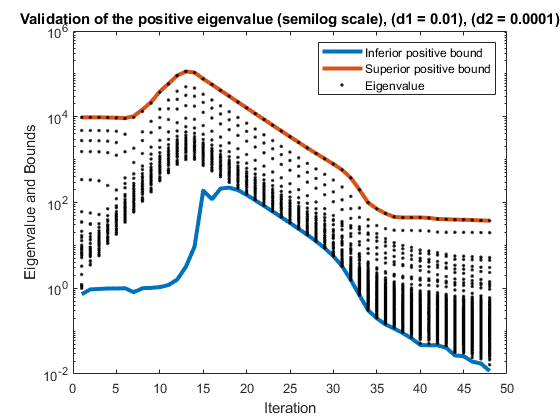 Validation of the positive eigenvalue (semilog scale), (d1 = 0.01), (d2 = 0.0001)
10^6
10^4
10^2
10^0
10^-2
Eigenvalue and Bounds
Inferior positive bound
Superior positive bound
Eigenvalue
0 5 10 15 20 25 30 35 40 45 50
Iteration